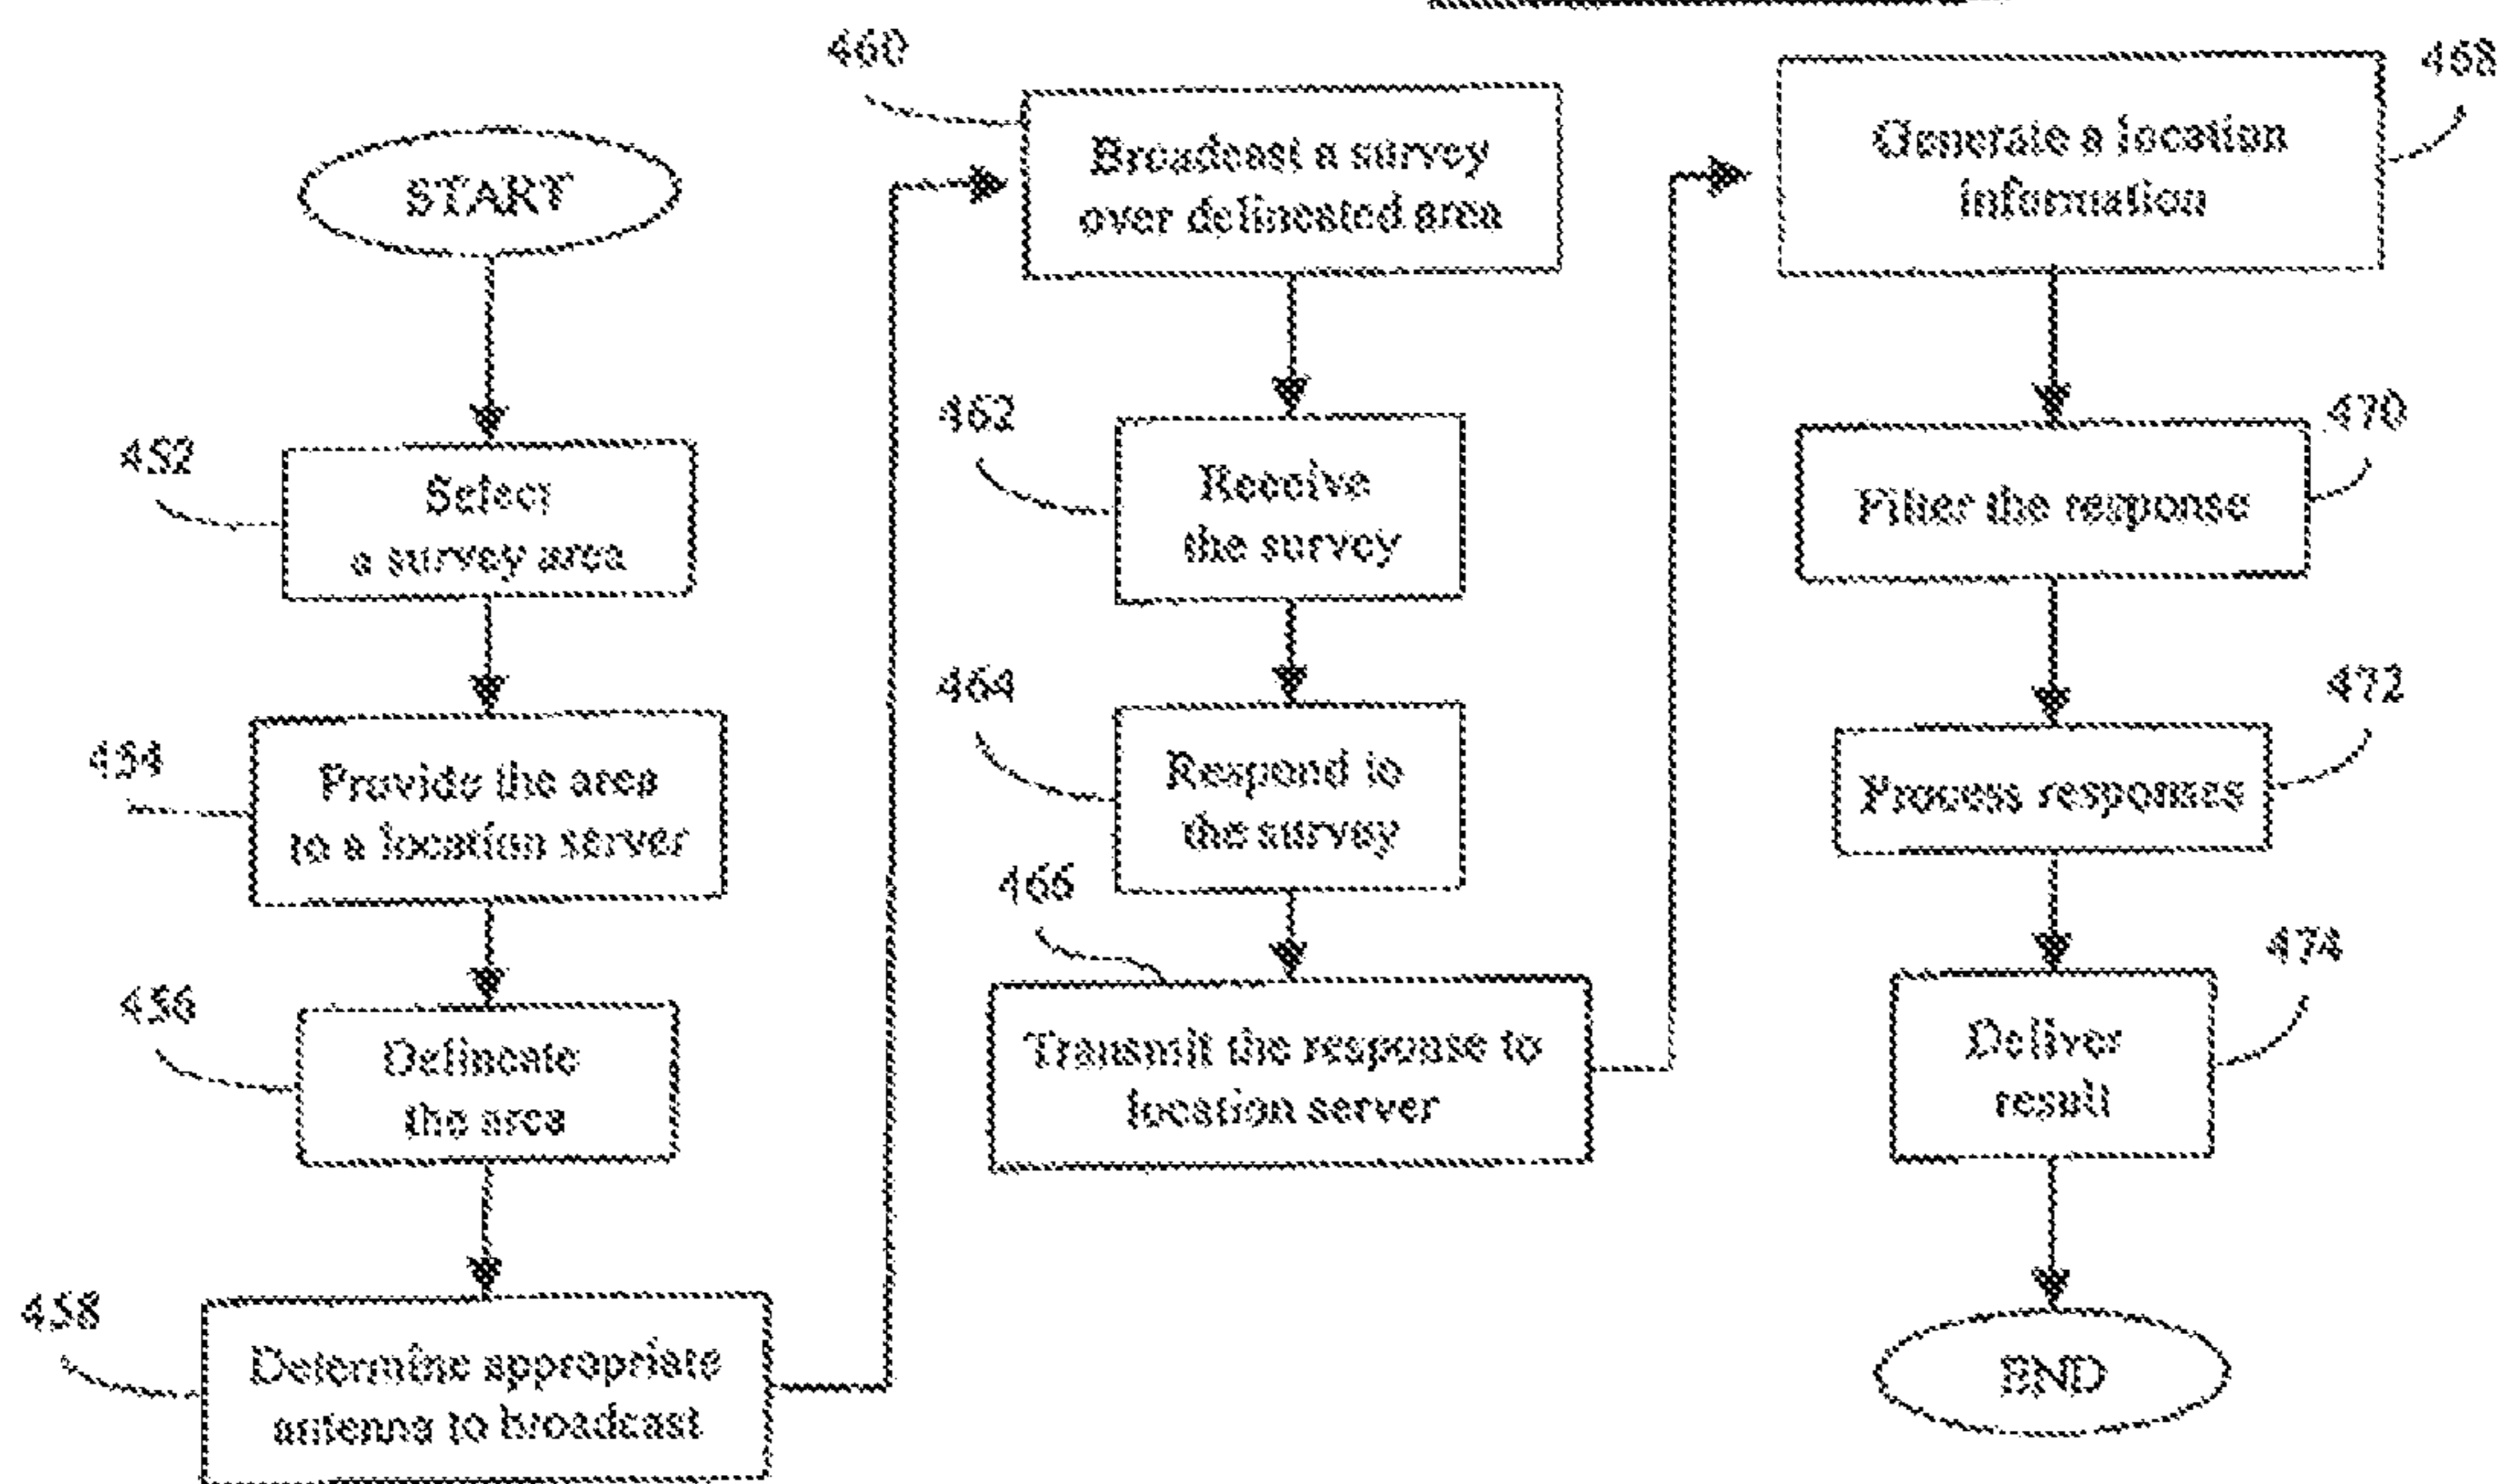 START
452
Select
a survey area
454
Provide the area
to a location server
456
Delineate
the area
458
Determine appropriate
antenna to broadcast
460
Broadcast a survey
over delineated area
462
Receive
the survey
464
Respond to
the survey
466
Transmit the response to
location server
468
Generate a location
information
470
Filter the response
472
Process responses
474
Deliver
result
END